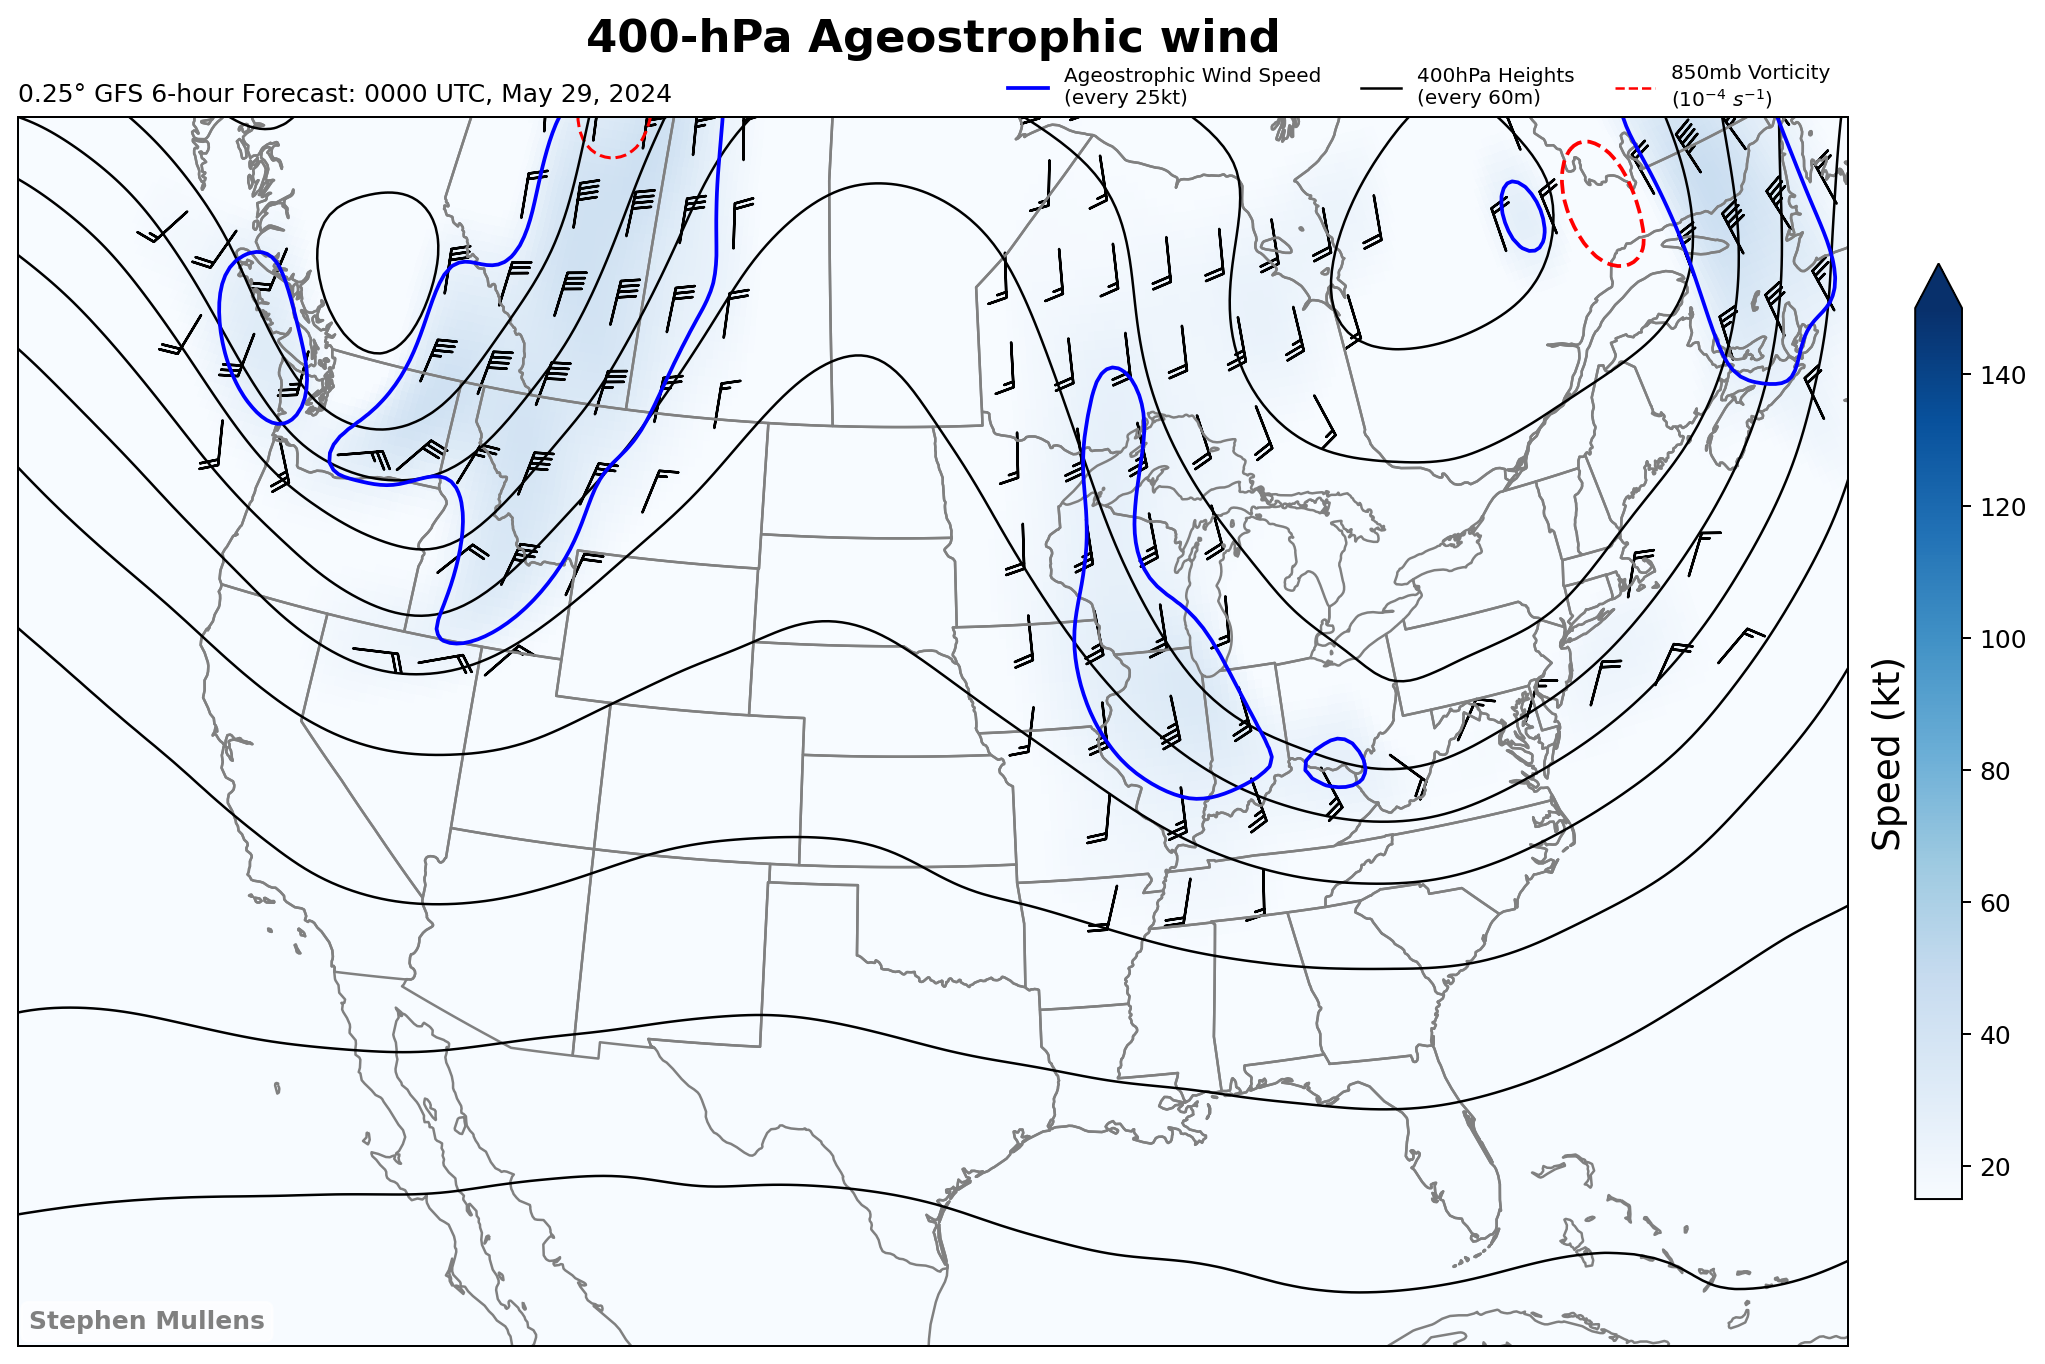 400-hPa Ageostrophic wind
0.25° GFS 6-hour Forecast: 0000 UTC, May 29, 2024
Ageostrophic Wind Speed
(every 25kt)
400hPa Heights
(every 60m)
850mb Vorticity
(10⁻⁴ s⁻¹)
140
120
100
80
60
40
20
Speed (kt)
Stephen Mullens